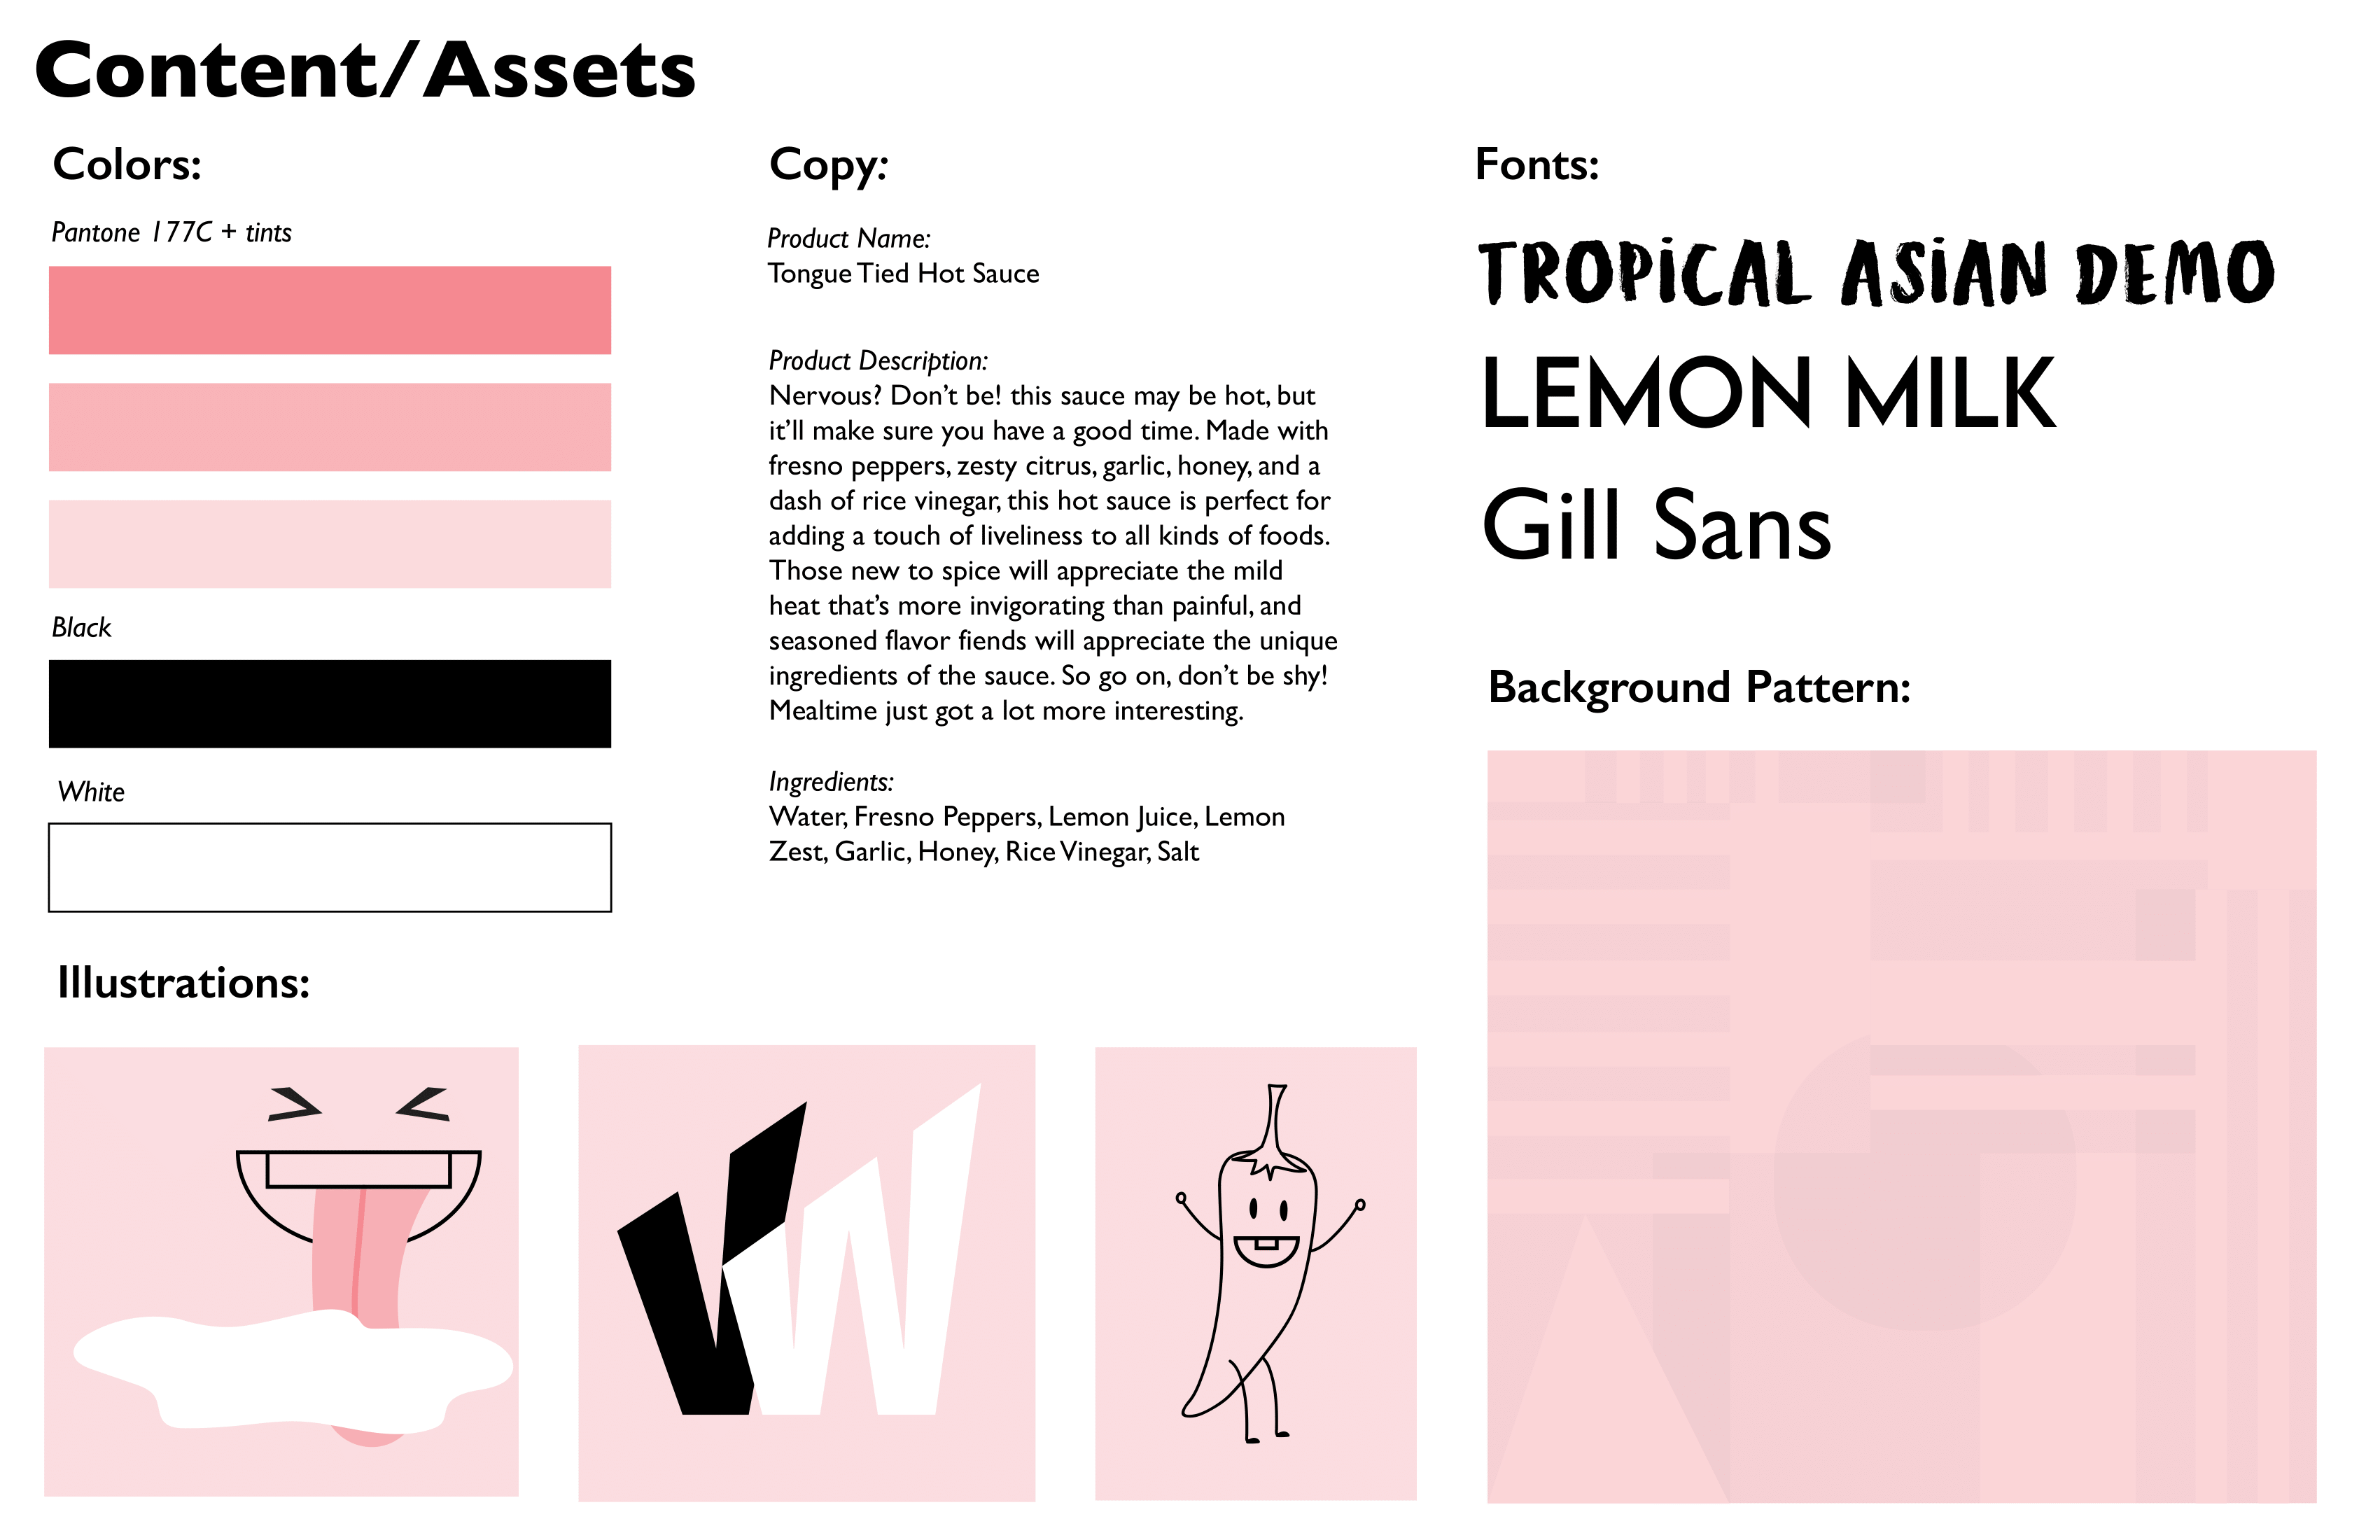 Content/Assets
Colors:
Pantone 177C + tints
Black
White
Copy:
Product Name:
Tongue Tied Hot Sauce
Product Description:
Nervous? Don’t be! this sauce may be hot, but
it’ll make sure you have a good time. Made with
fresno peppers, zesty citrus, garlic, honey, and a
dash of rice vinegar, this hot sauce is perfect for
adding a touch of liveliness to all kinds of foods.
Those new to spice will appreciate the mild
heat that’s more invigorating than painful, and
seasoned flavor fiends will appreciate the unique
ingredients of the sauce. So go on, don’t be shy!
Mealtime just got a lot more interesting.
Ingredients:
Water, Fresno Peppers, Lemon Juice, Lemon
Zest, Garlic, Honey, Rice Vinegar, Salt
Fonts:
TROPiCAL ASiAN DEMO
LEMON MILK
Gill Sans
Background Pattern:
Illustrations:
VW